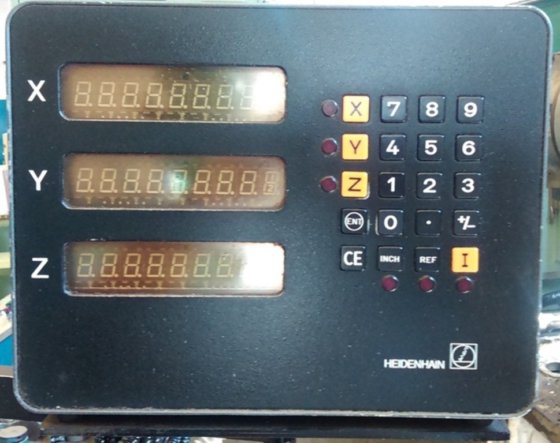 X
Y
Z
X 7 8 9
Y 4 5 6
Z 1 2 3
ENT 0 . +/-
CE INCH REF I
HEIDENHAIN